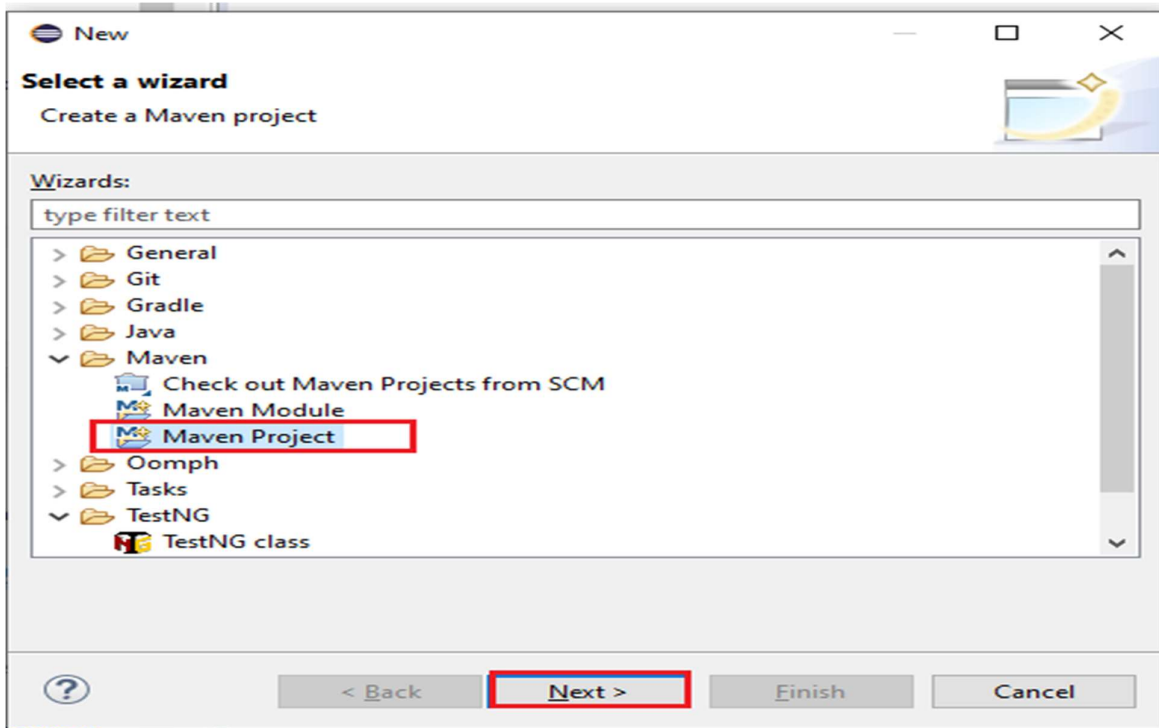 New
Select a wizard
Create a Maven project
Wizards:
type filter text
General
Git
Gradle
Java
Maven
Check out Maven Projects from SCM
Maven Module
Maven Project
Oomph
Tasks
TestNG
TestNG class
? < Back Next > Finish Cancel